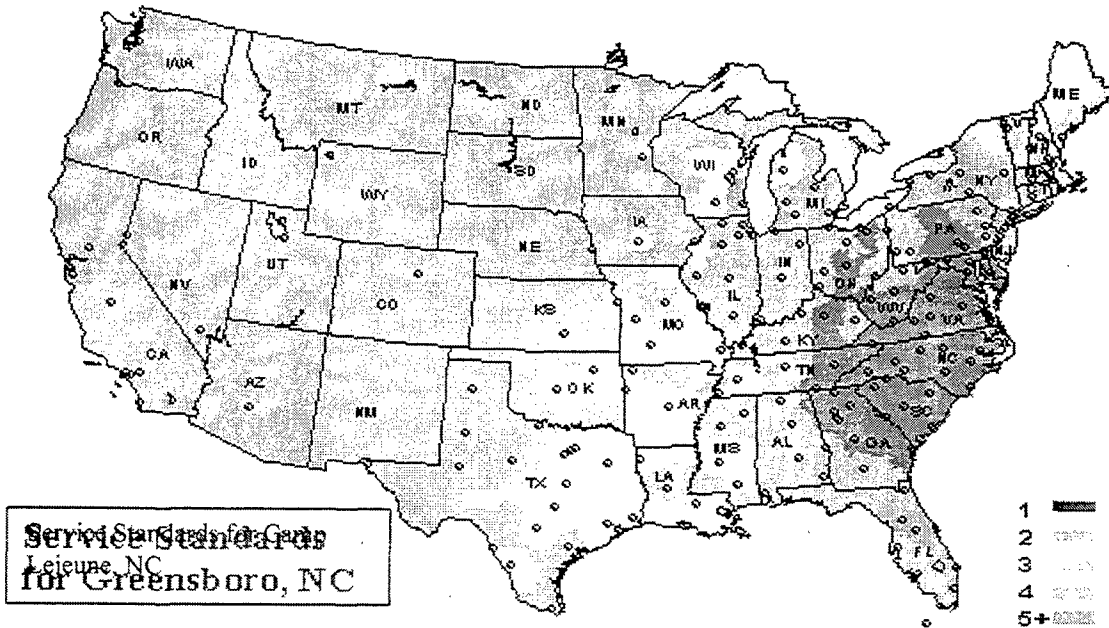 WA
MT
ND
MN
ME
OR
ID
SD
WI
NY
WY
MI
IA
PA
NE
NV
UT
IN
OH
IL
CO
WV
VA
KS
MO
KY
CA
NC
TN
OK
AZ
NM
AR
SC
MS
AL
GA
TX
LA
FL
1
2
3
4
5+
Service Standards for Camp
Lejeune, NC
Service Standards
for Greensboro, NC